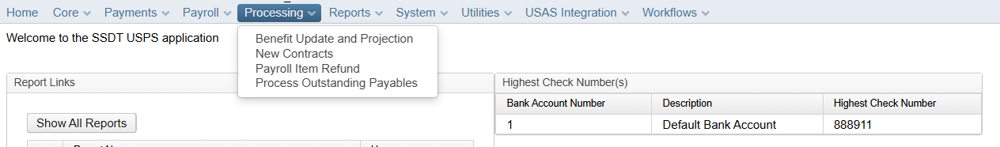 Home Core Payments Payroll Processing Reports System Utilities USAS Integration Workflows
Welcome to the SSDT USPS application
Benefit Update and Projection
New Contracts
Payroll Item Refund
Process Outstanding Payables
Report Links
Show All Reports
Highest Check Number(s)
Bank Account Number Description Highest Check Number
1 Default Bank Account 888911